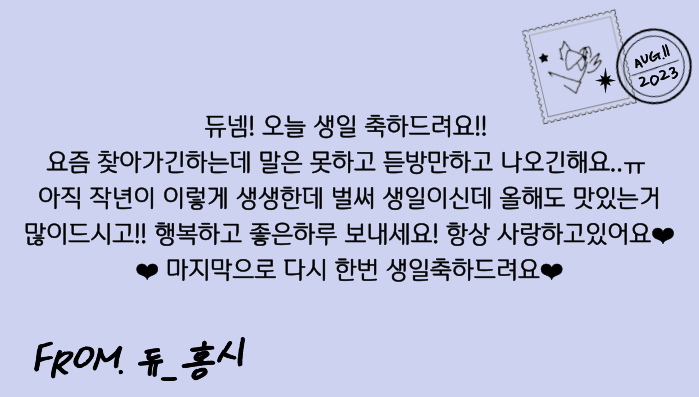 AUG.11
2023
듀넴! 오늘 생일 축하드려요!!
요즘 찾아가긴하는데 말은 못하고 듣방만하고 나오긴해요..ㅠ
아직 작년이 이렇게 생생한데 벌써 생일이신데 올해도 맛있는거
많이드시고!! 행복하고 좋은하루 보내세요! 항상 사랑하고있어요❤
❤ 마지막으로 다시 한번 생일축하드려요❤
FROM. 듀_홍시